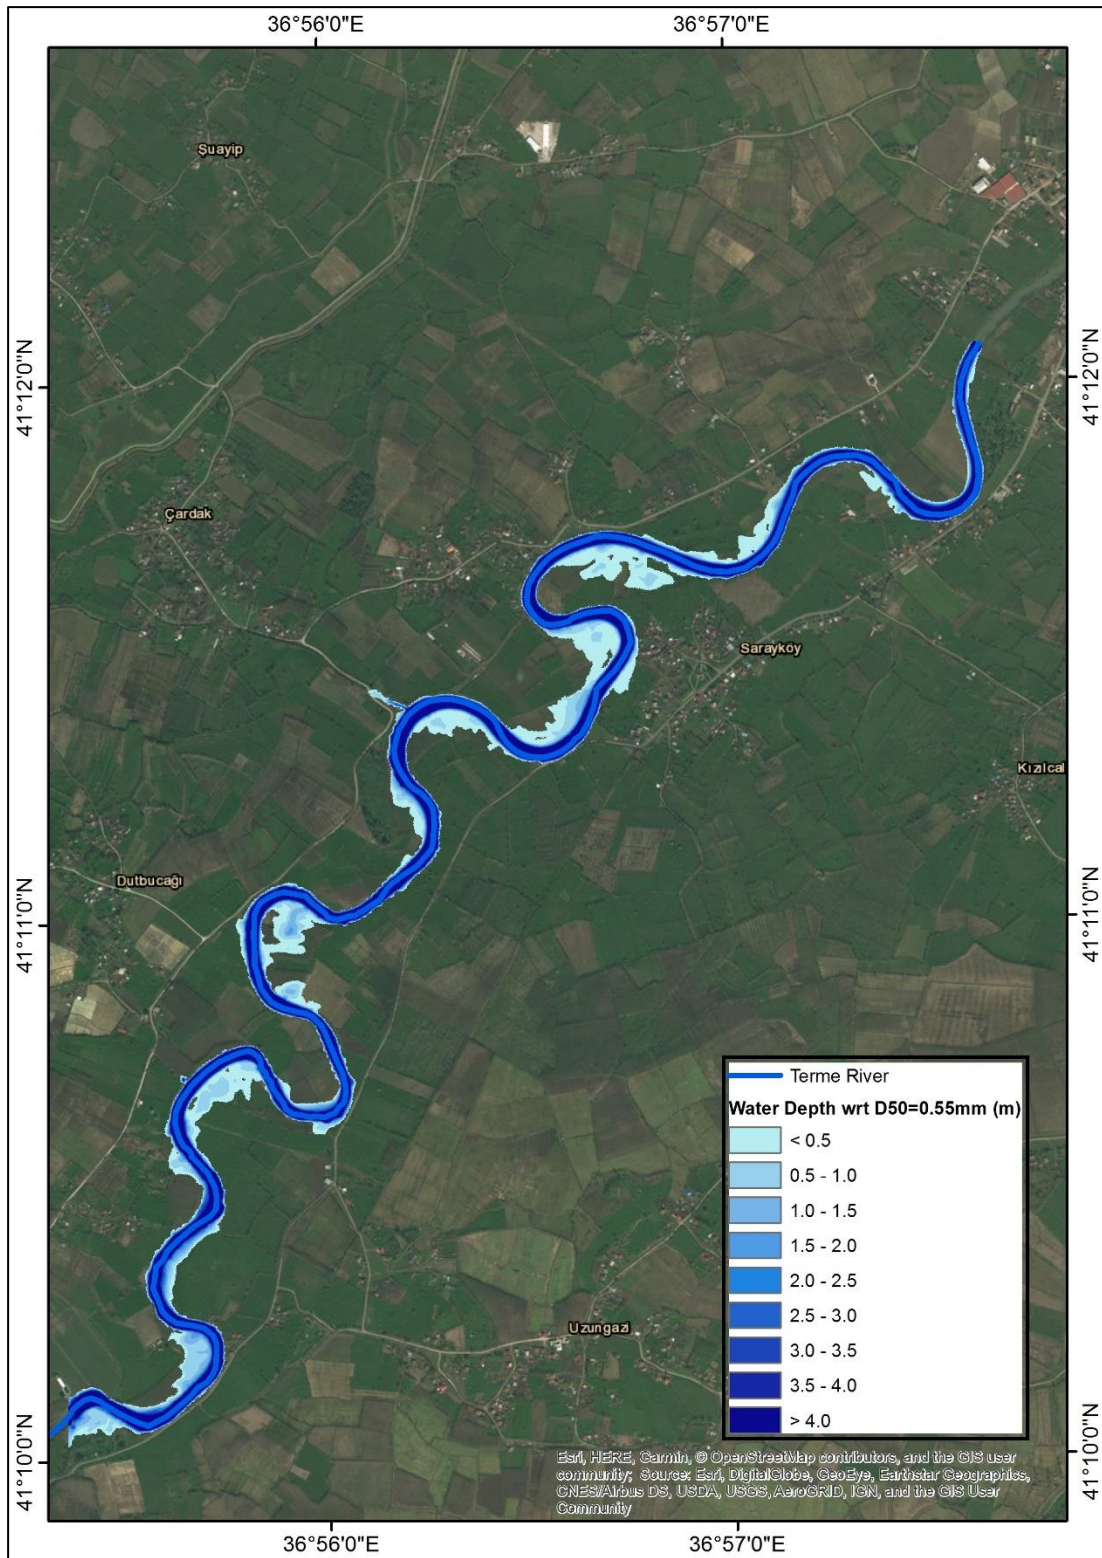 36°56'0"E
36°57'0"E
Şuayip
41°12'0"N
41°12'0"N
Çardak
Sarayköy
Kızılcal
Dutbucağı
41°11'0"N
41°11'0"N
Terme River
Water Depth wrt D50=0.55mm (m)
< 0.5
0.5 - 1.0
1.0 - 1.5
1.5 - 2.0
2.0 - 2.5
2.5 - 3.0
3.0 - 3.5
3.5 - 4.0
> 4.0
Uzungazi
41°10'0"N
41°10'0"N
Esri, HERE, Garmin, © OpenStreetMap contributors, and the GIS user
community; Source: Esri, DigitalGlobe, GeoEye, Earthstar Geographics,
CNES/Airbus DS, USDA, USGS, AeroGRID, IGN, and the GIS User
Community
36°56'0"E
36°57'0"E